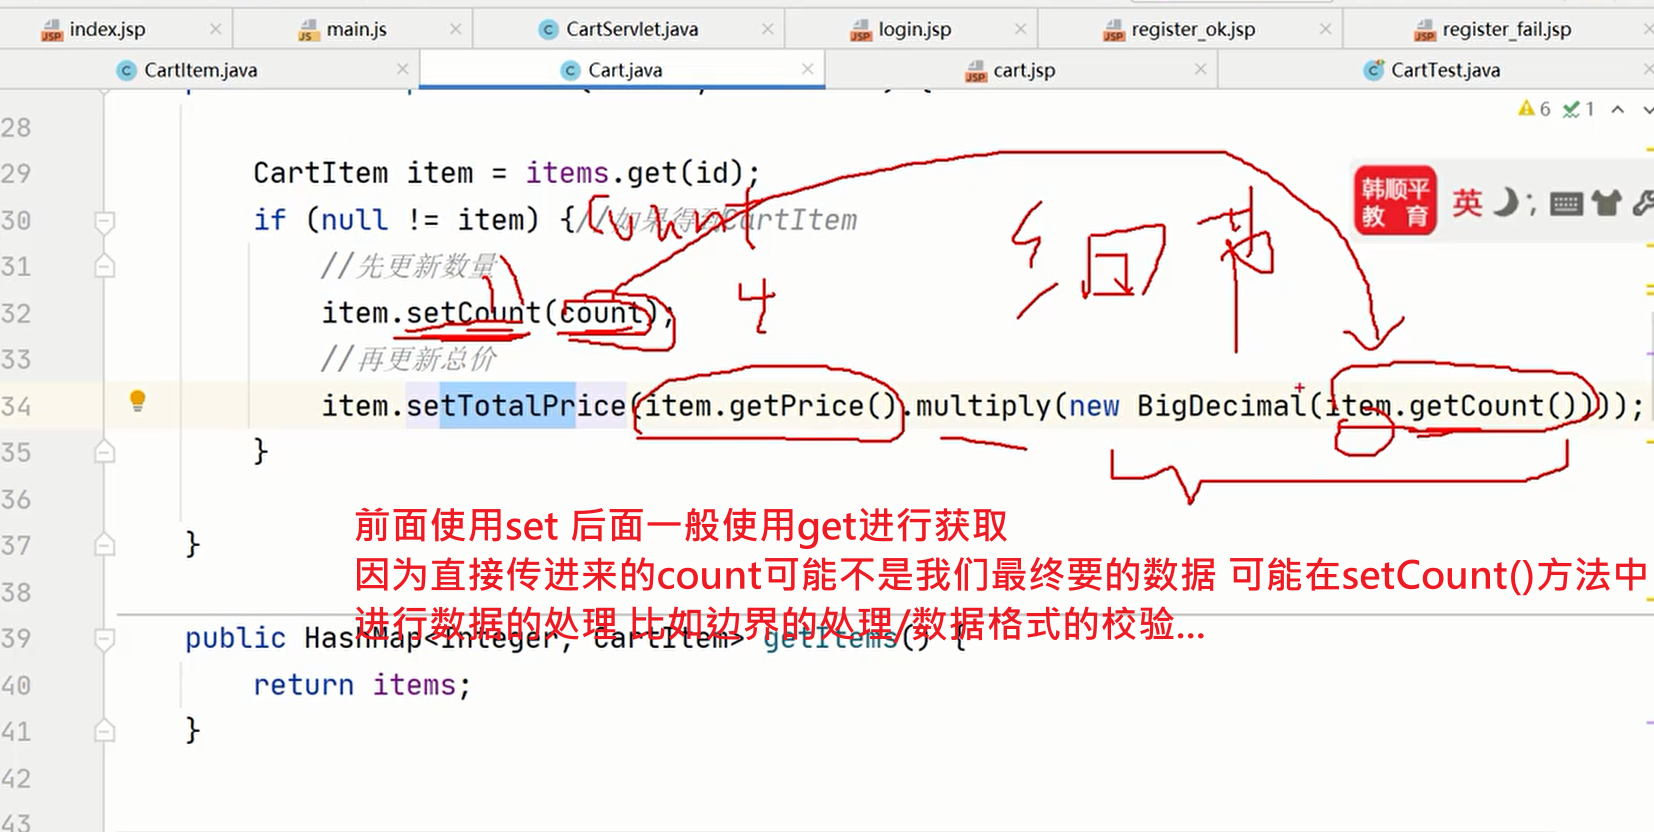 index.jsp main.js CartServlet.java login.jsp register_ok.jsp register_fail.jsp
CartItem.java Cart.java cart.jsp CartTest.java
6 1
28
29 CartItem item = items.get(id);
30 if (null != item) {//如果得到CartItem
count
韩顺平
教 育
英
细节
31 //先更新数量
32 item.setCount(count);
4
33 //再更新总价
34 item.setTotalPrice(item.getPrice().multiply(new BigDecimal(item.getCount())));
35 }
36
前面使用set 后面一般使用get进行获取
37 }
因为直接传进来的count可能不是我们最终要的数据 可能在setCount()方法中
38
进行数据的处理 比如边界的处理/数据格式的校验...
39 public HashMap<Integer, CartItem> getItems() {
40 return items;
41 }
42
43